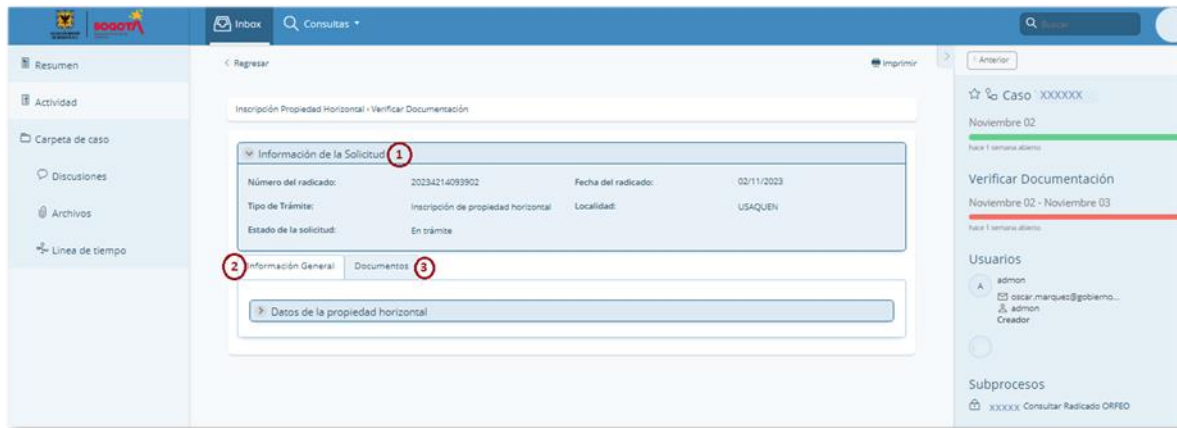 BOGOTÁ
Inbox
Consultas
Buscar
Resumen
Actividad
Carpeta de caso
Discusiones
Archivos
Linea de tiempo
Regresar
Imprimir
Inscripción Propiedad Horizontal › Verificar Documentación
Información de la Solicitud 1
Número del radicado: 20234214093902 Fecha del radicado: 02/11/2023
Tipo de Trámite: Inscripción de propiedad horizontal Localidad: USAQUEN
Estado de la solicitud: En trámite
2 Información General Documentos 3
Datos de la propiedad horizontal
Anterior
Caso XXXXXX
Noviembre 02
hace 1 semana abierto
Verificar Documentación
Noviembre 02 - Noviembre 03
hace 1 semana abierto
Usuarios
A admon
oscar.marquez@gobierno...
admon
Creador
Subprocesos
XXXXX Consultar Radicado ORFEO